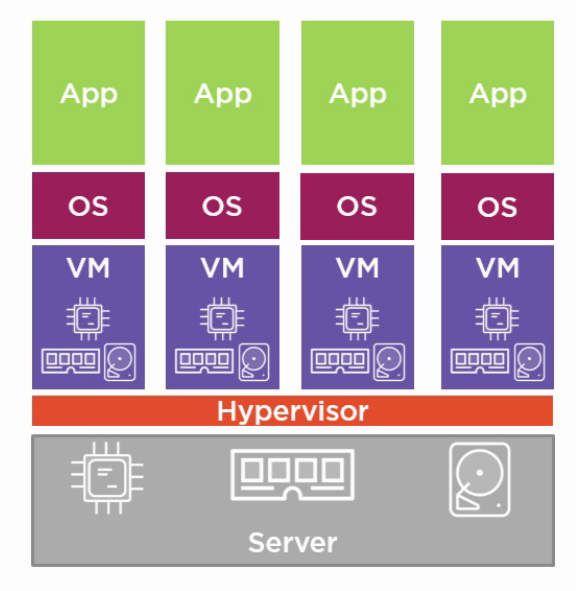 App App App App
OS OS OS OS
VM VM VM VM
Hypervisor
Server